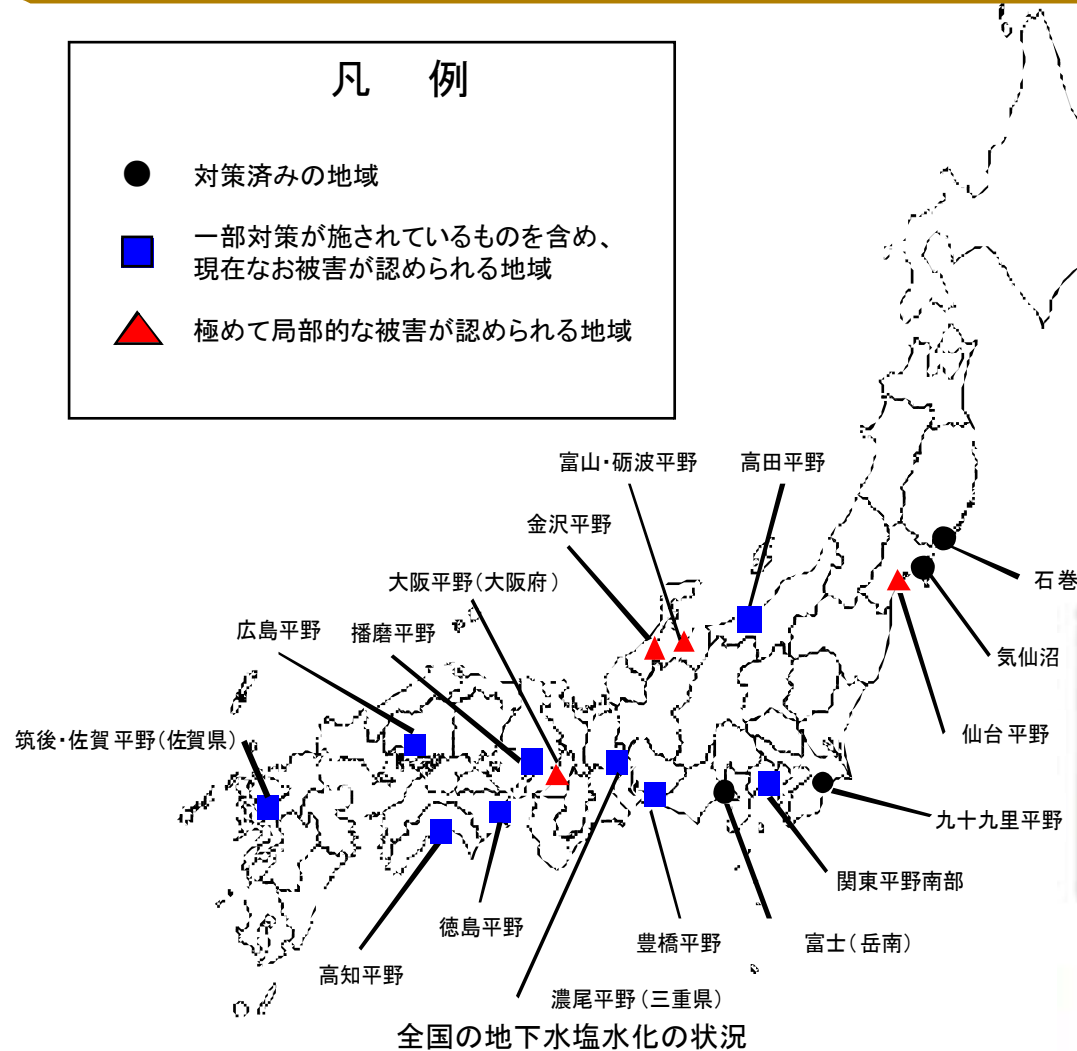 凡 例
対策済みの地域
一部対策が施されているものを含め、
現在なお被害が認められる地域
極めて局部的な被害が認められる地域
富山・砺波平野
高田平野
金沢平野
大阪平野(大阪府)
広島平野
播磨平野
筑後・佐賀平野(佐賀県)
石巻
気仙沼
仙台平野
九十九里平野
関東平野南部
富士(岳南)
豊橋平野
徳島平野
高知平野
濃尾平野(三重県)
全国の地下水塩水化の状況